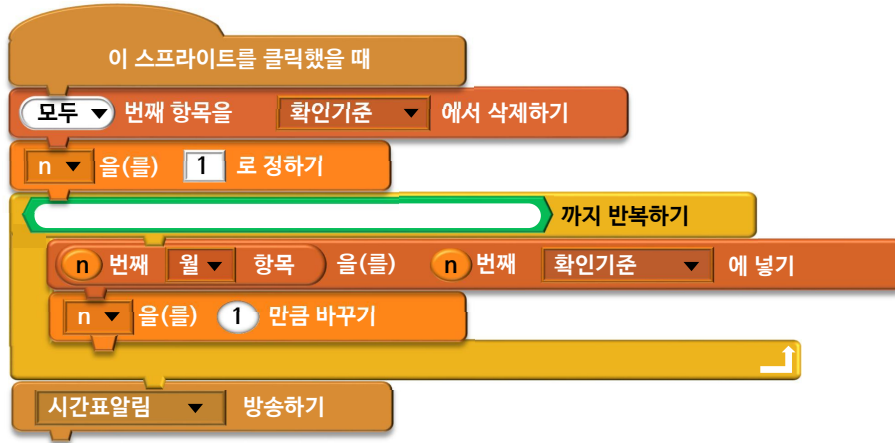 이 스프라이트를 클릭했을 때
모두 번째 항목을 확인기준 에서 삭제하기
n 을(를) 1 로 정하기
까지 반복하기
n 번째 월 항목 을(를) n 번째 확인기준 에 넣기
n 을(를) 1 만큼 바꾸기
시간표알림 방송하기